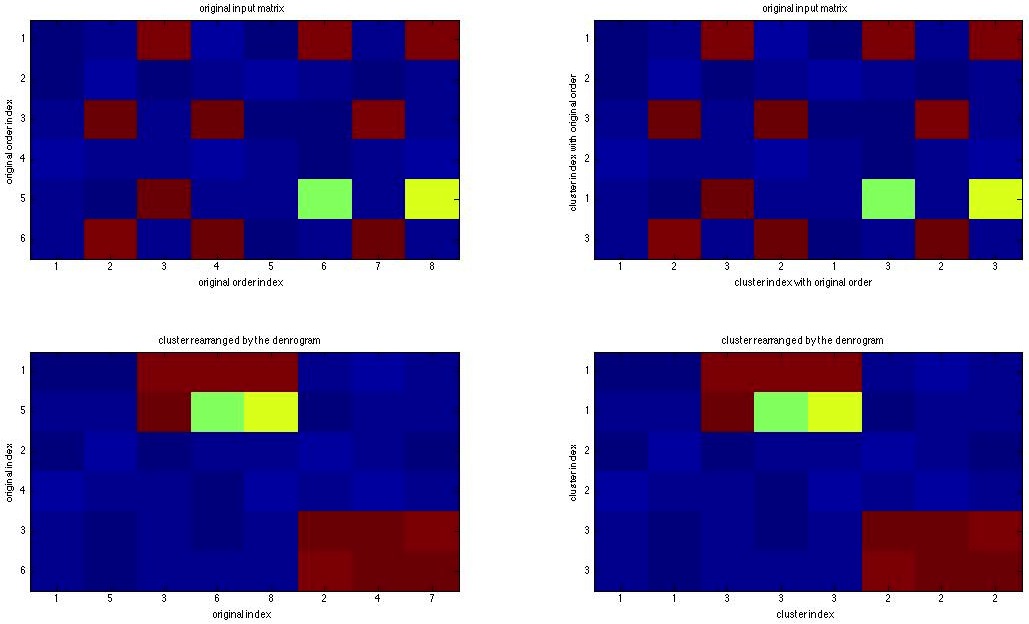 original input matrix
original order index
1
2
3
4
5
6
1 2 3 4 5 6 7 8
original order index
original input matrix
cluster index with original order
1
2
3
2
1
3
1 2 3 2 1 3 2 3
cluster index with original order
cluster rearranged by the denrogram
original index
1
5
2
4
3
6
1 5 3 6 8 2 4 7
original index
cluster rearranged by the denrogram
cluster index
1
1
2
2
3
3
1 1 3 3 3 2 2 2
cluster index